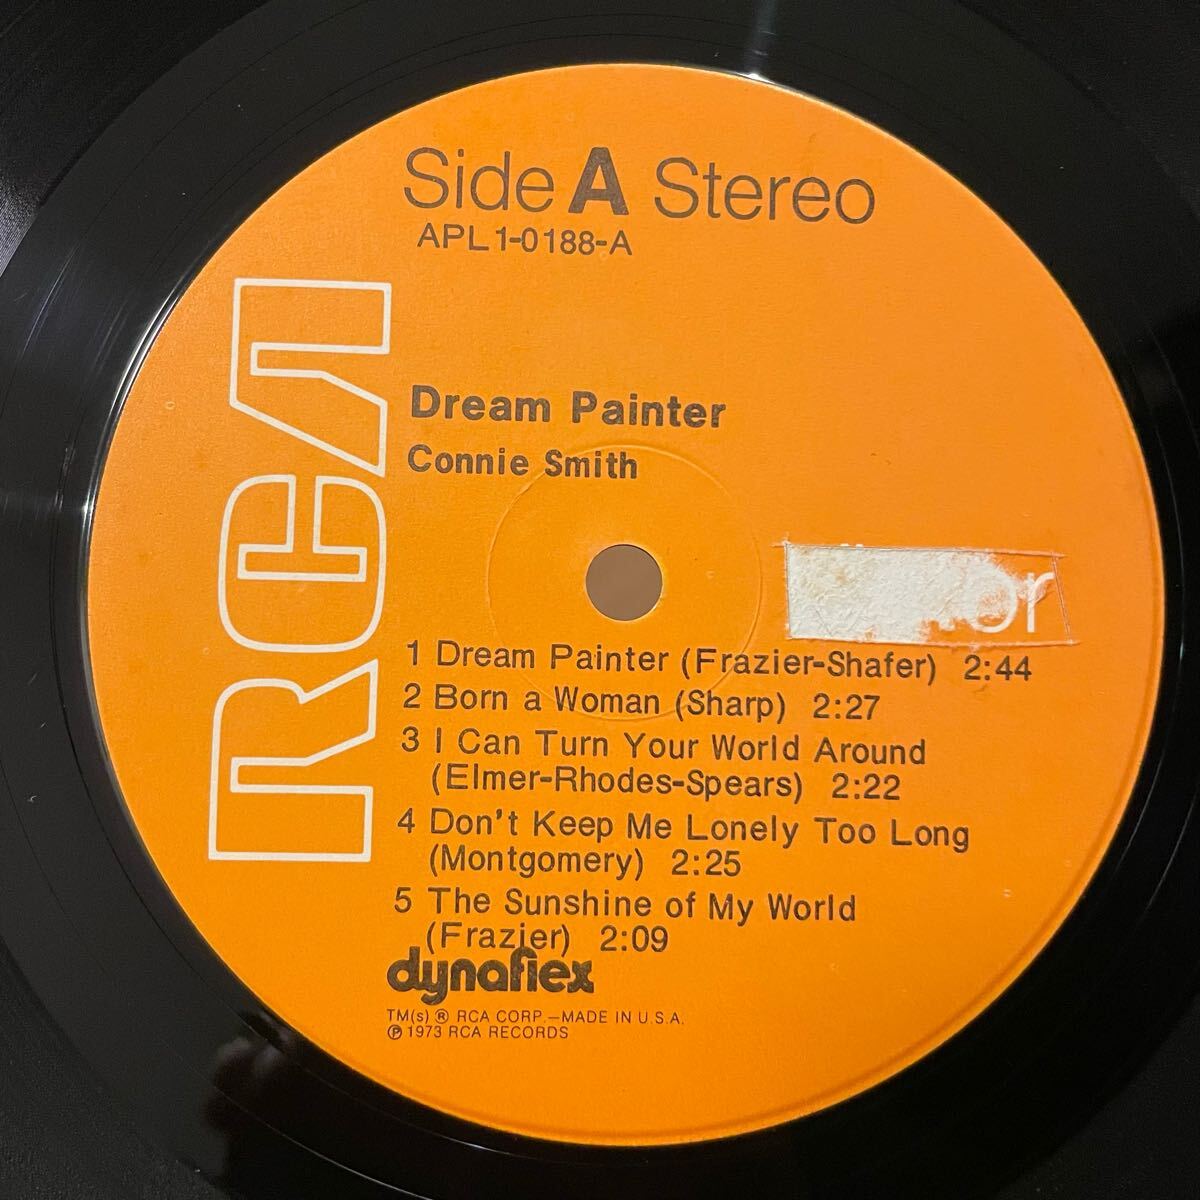 Side A Stereo
APL1-0188-A
RCA
Dream Painter
Connie Smith
1 Dream Painter (Frazier-Shafer) 2:44
2 Born a Woman (Sharp) 2:27
3 I Can Turn Your World Around
(Elmer-Rhodes-Spears) 2:22
4 Don't Keep Me Lonely Too Long
(Montgomery) 2:25
5 The Sunshine of My World
(Frazier) 2:09
dynaflex
TM(s) ® RCA CORP.—MADE IN U.S.A.
℗ 1973 RCA RECORDS